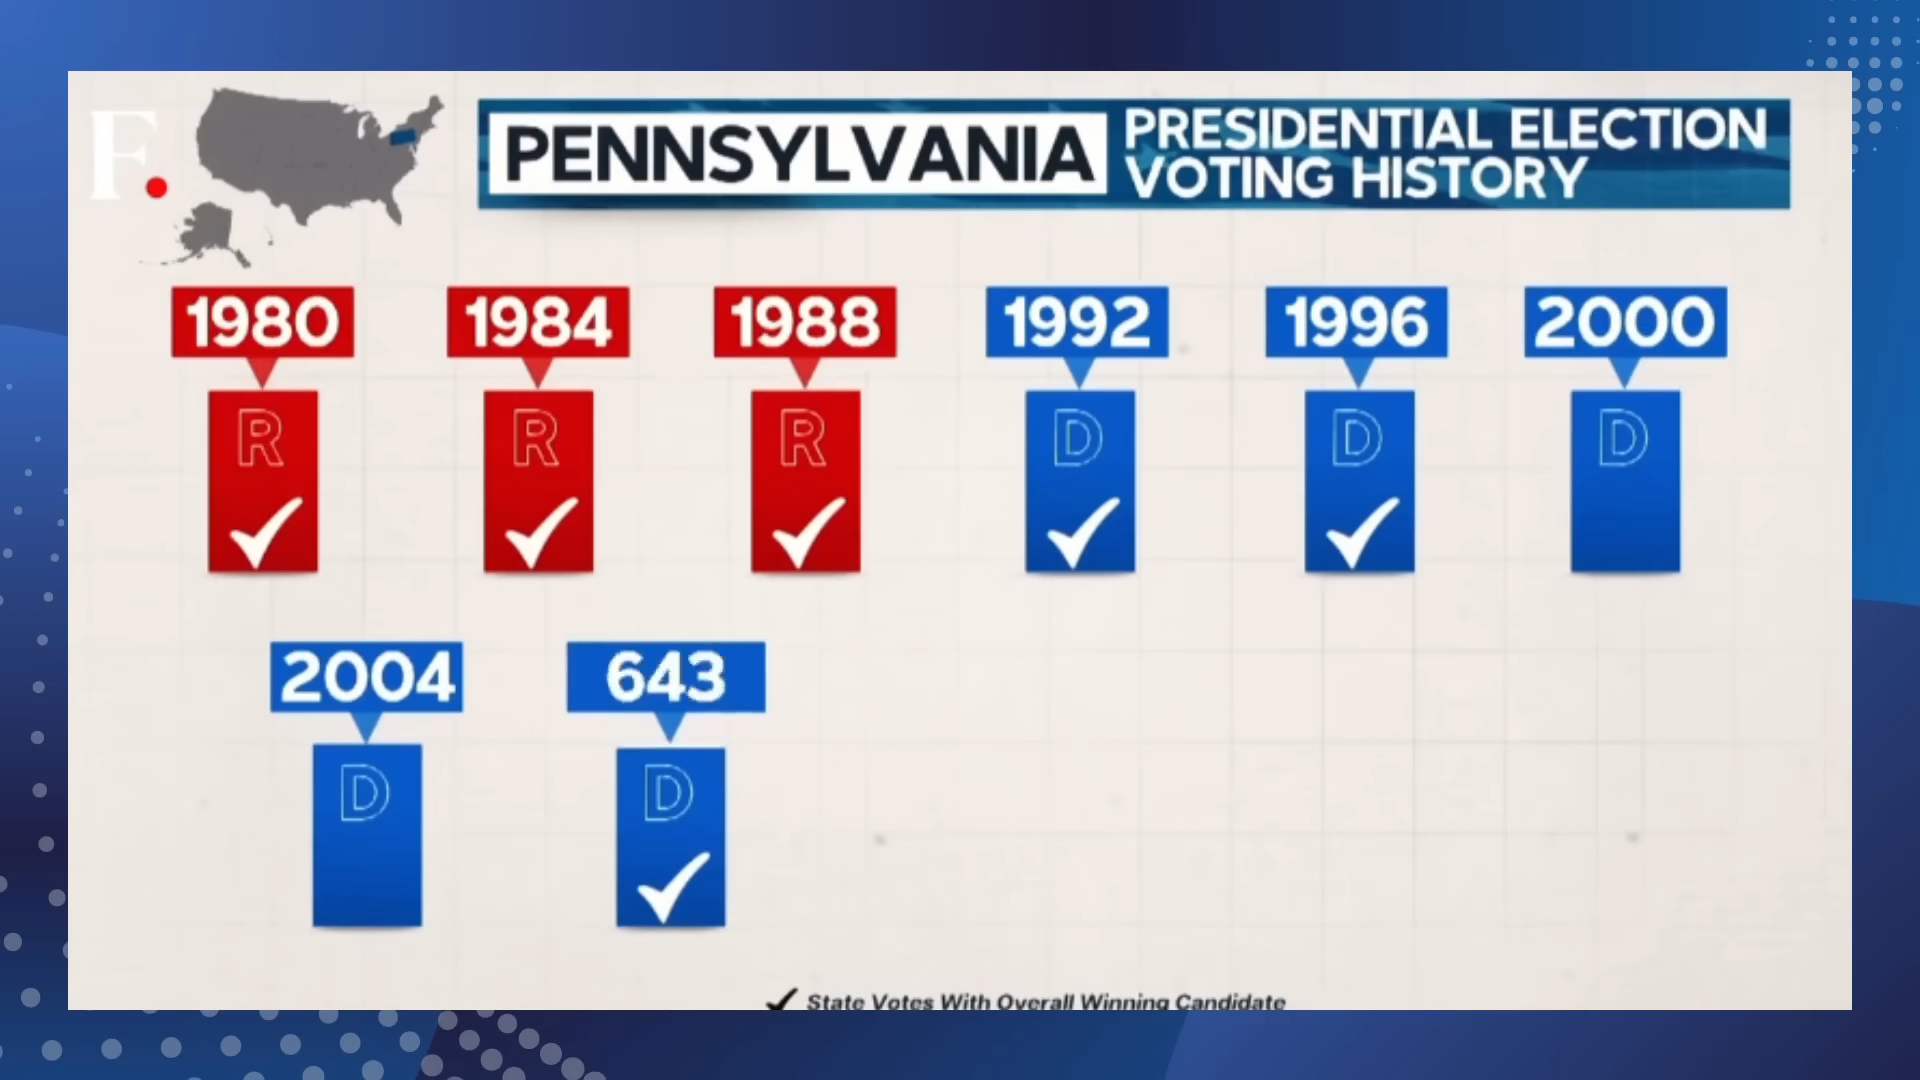 F.
PENNSYLVANIA
PRESIDENTIAL ELECTION
VOTING HISTORY
1980 1984 1988 1992 1996 2000
R R R D D D
2004 643
D D
State Votes With Overall Winning Candidate